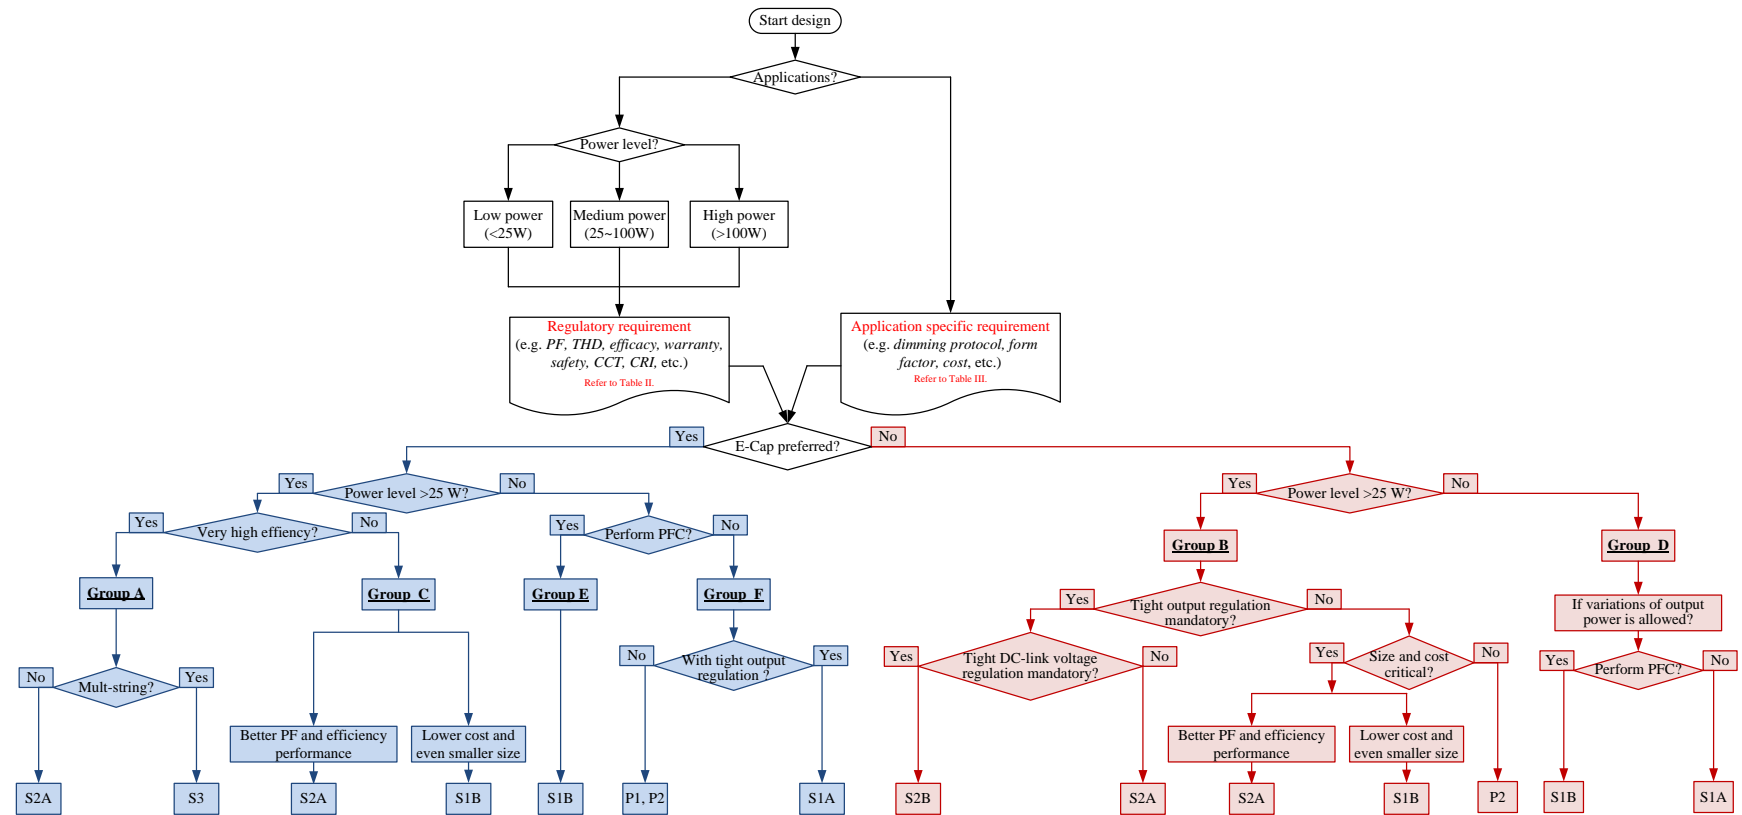 Start design
Applications?
Power level?
Low power
(<25W)
Medium power
(25~100W)
High power
(>100W)
Regulatory requirement
(e.g. PF, THD, efficacy, warranty,
safety, CCT, CRI, etc.)
Refer to Table II.
Application specific requirement
(e.g. dimming protocol, form
factor, cost, etc.)
Refer to Table III.
Yes
E-Cap preferred?
No
Yes
Power level >25 W?
No
Yes
Power level >25 W?
No
Yes
Very high effiency?
No
Yes
Perform PFC?
No
Group B
Group D
Group A
Group C
Group E
Group F
Yes
Tight output regulation
mandatory?
No
If variations of output
power is allowed?
No
Mult-string?
Yes
No
With tight output
regulation ?
Yes
Yes
Tight DC-link voltage
regulation mandatory?
No
Yes
Size and cost
critical?
No
Yes
Perform PFC?
No
Better PF and efficiency
performance
Lower cost and
even smaller size
Better PF and efficiency
performance
Lower cost and
even smaller size
S2A
S3
S2A
S1B
S1B
P1, P2
S1A
S2B
S2A
S2A
S1B
P2
S1B
S1A